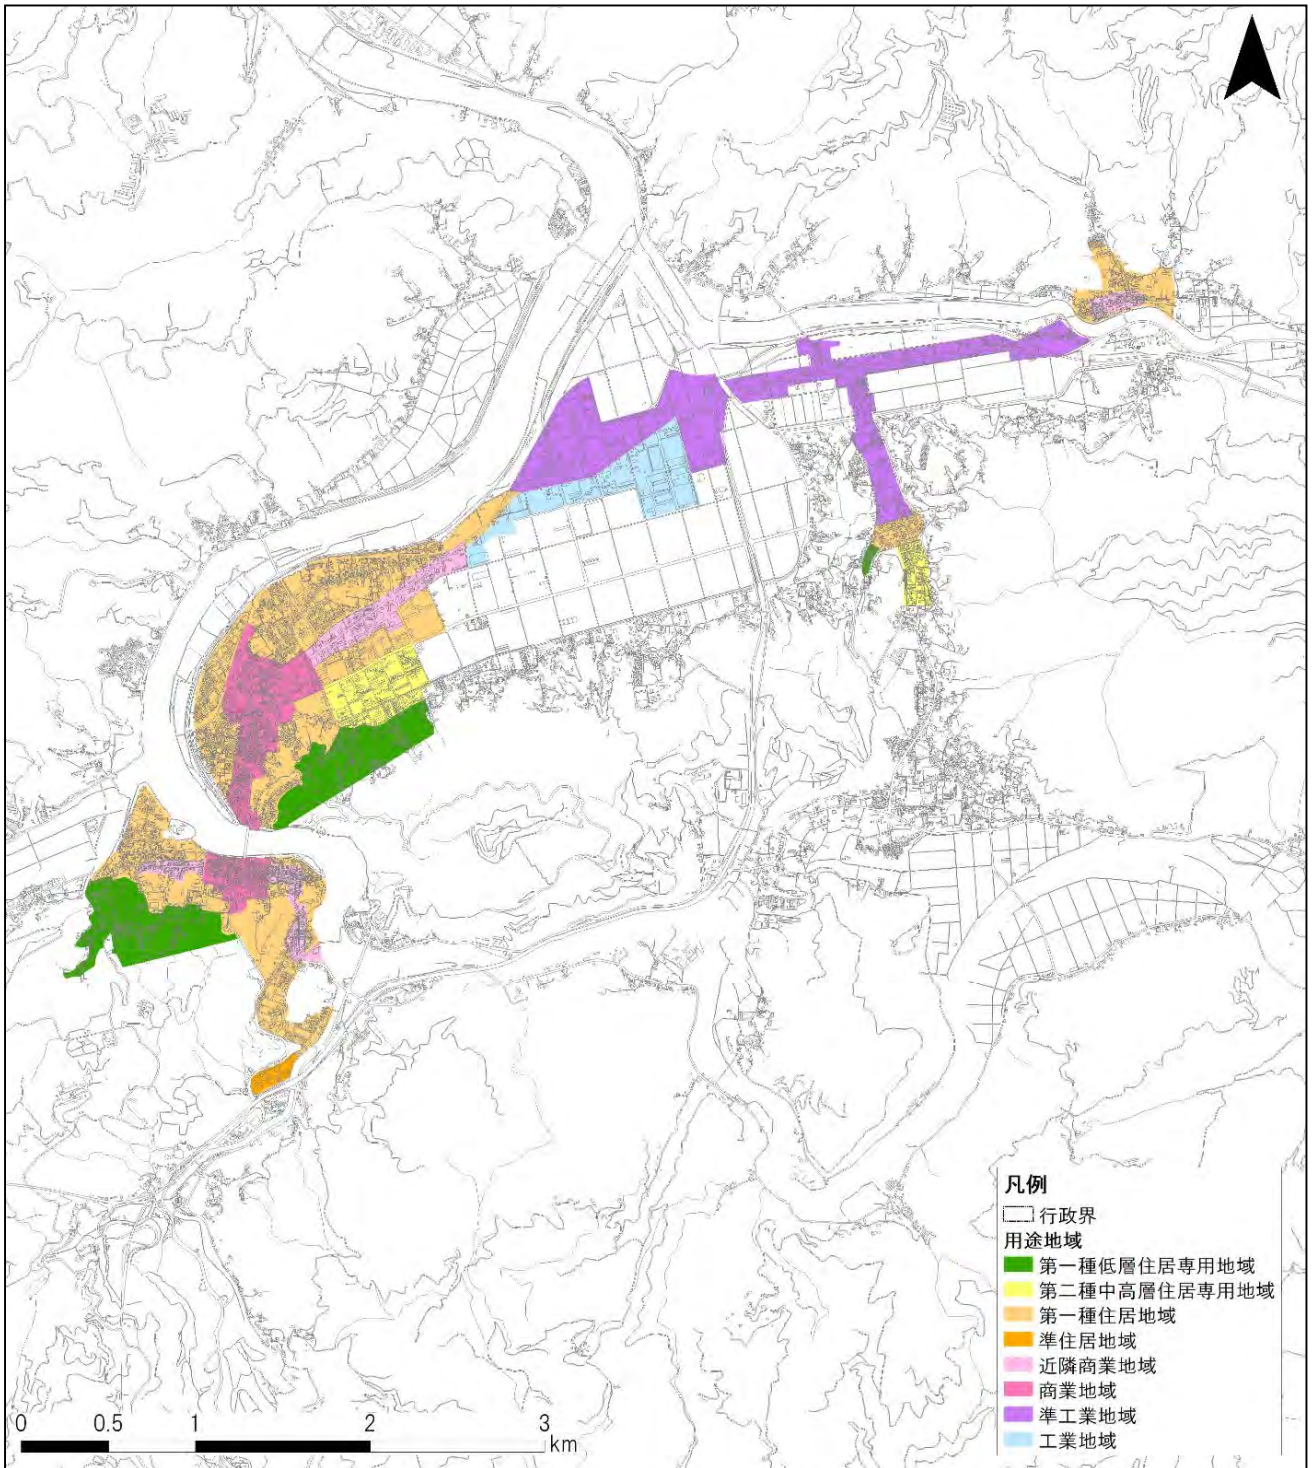 凡例
行政界
用途地域
第一種低層住居専用地域
第二種中高層住居専用地域
第一種住居地域
準住居地域
近隣商業地域
商業地域
準工業地域
工業地域
0 0.5 1 2 3
km